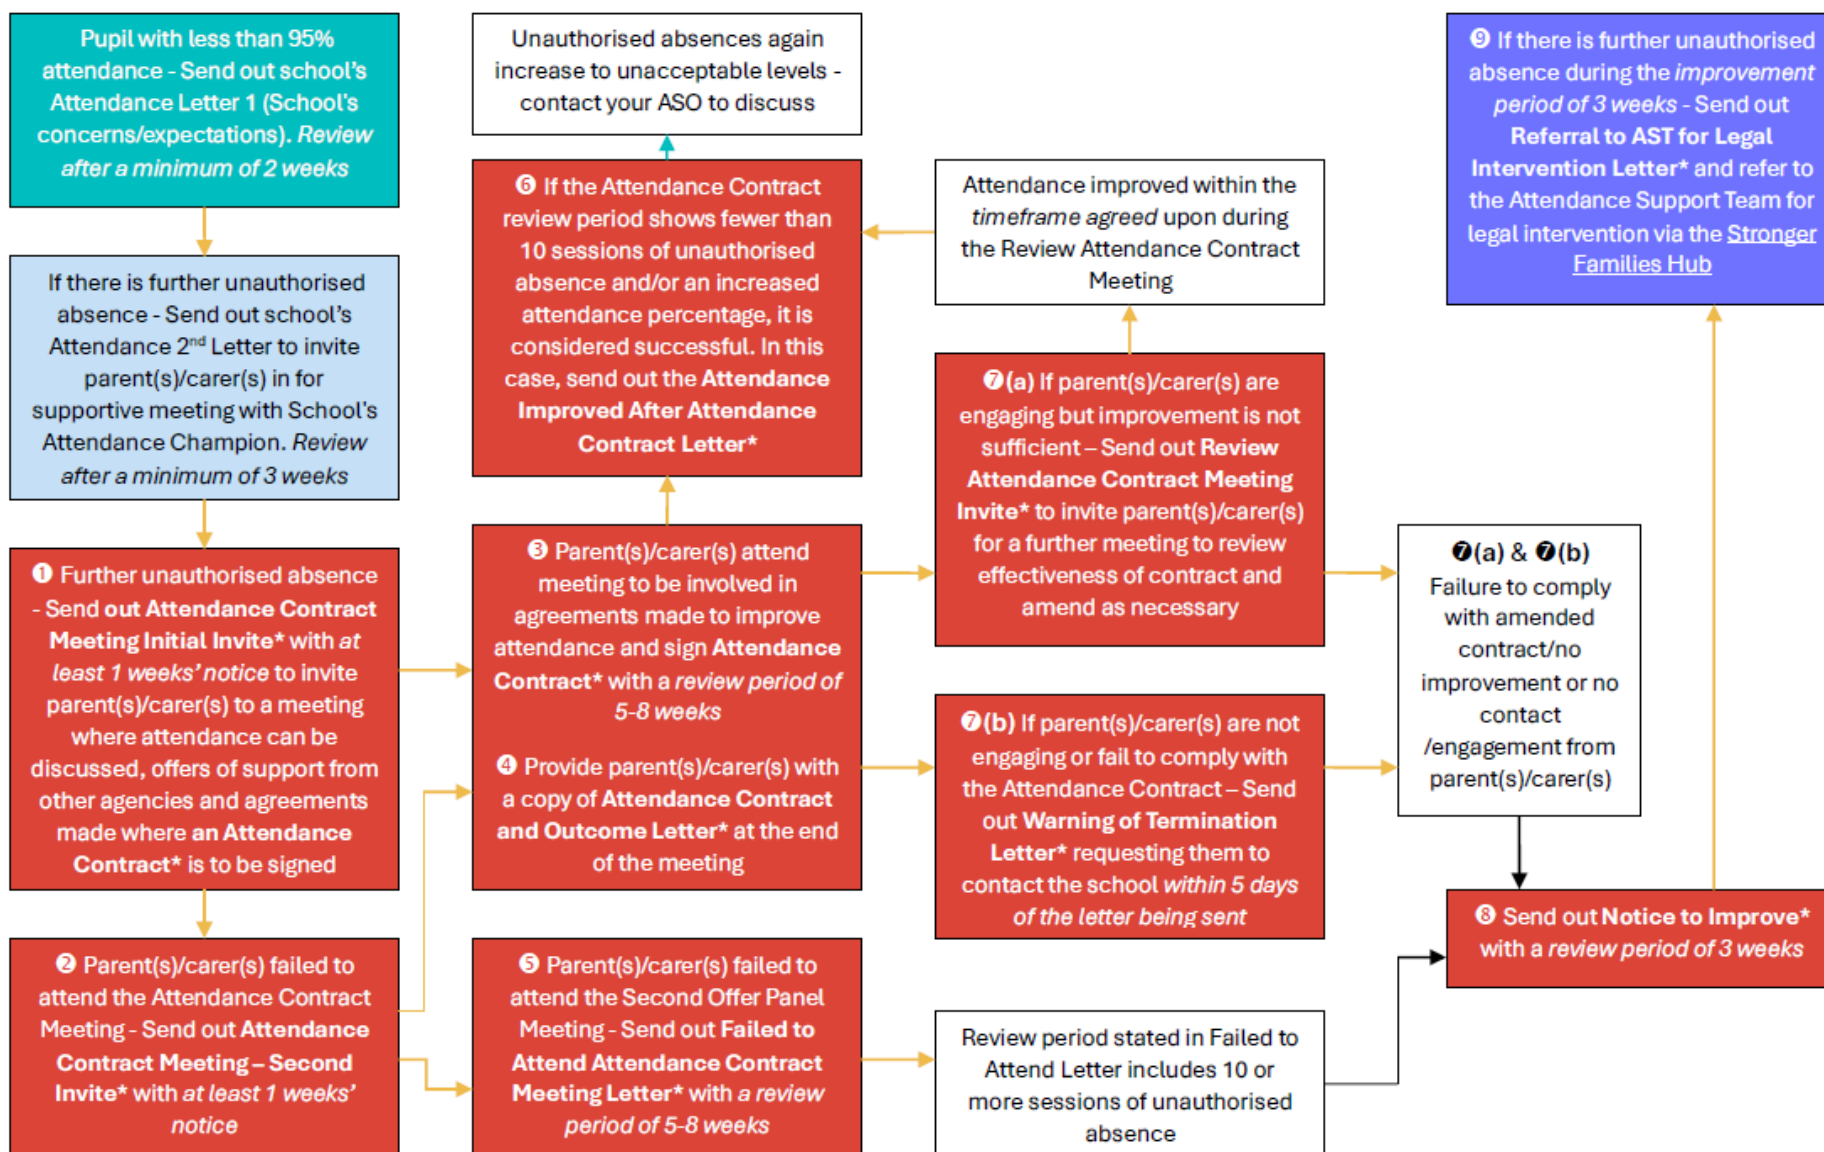 Pupil with less than 95%
attendance - Send out school’s
Attendance Letter 1 (School's
concerns/expectations). Review
after a minimum of 2 weeks
If there is further unauthorised
absence - Send out school’s
Attendance 2nd Letter to invite
parent(s)/carer(s) in for
supportive meeting with School's
Attendance Champion. Review
after a minimum of 3 weeks
❶ Further unauthorised absence
- Send out Attendance Contract
Meeting Initial Invite* with at
least 1 weeks’ notice to invite
parent(s)/carer(s) to a meeting
where attendance can be
discussed, offers of support from
other agencies and agreements
made where an Attendance
Contract* is to be signed
❷ Parent(s)/carer(s) failed to
attend the Attendance Contract
Meeting - Send out Attendance
Contract Meeting – Second
Invite* with at least 1 weeks’
notice
Unauthorised absences again
increase to unacceptable levels -
contact your ASO to discuss
❻ If the Attendance Contract
review period shows fewer than
10 sessions of unauthorised
absence and/or an increased
attendance percentage, it is
considered successful. In this
case, send out the Attendance
Improved After Attendance
Contract Letter*
❸ Parent(s)/carer(s) attend
meeting to be involved in
agreements made to improve
attendance and sign Attendance
Contract* with a review period of
5-8 weeks
❹ Provide parent(s)/carer(s) with
a copy of Attendance Contract
and Outcome Letter* at the end
of the meeting
❺ Parent(s)/carer(s) failed to
attend the Second Offer Panel
Meeting - Send out Failed to
Attend Attendance Contract
Meeting Letter* with a review
period of 5-8 weeks
Attendance improved within the
timeframe agreed upon during
the Review Attendance Contract
Meeting
❼(a) If parent(s)/carer(s) are
engaging but improvement is not
sufficient – Send out Review
Attendance Contract Meeting
Invite* to invite parent(s)/carer(s)
for a further meeting to review
effectiveness of contract and
amend as necessary
❼(b) If parent(s)/carer(s) are not
engaging or fail to comply with
the Attendance Contract – Send
out Warning of Termination
Letter* requesting them to
contact the school within 5 days
of the letter being sent
Review period stated in Failed to
Attend Letter includes 10 or
more sessions of unauthorised
absence
❼(a) & ❼(b)
Failure to comply
with amended
contract/no
improvement or no
contact
/engagement from
parent(s)/carer(s)
❽ Send out Notice to Improve*
with a review period of 3 weeks
❾ If there is further unauthorised
absence during the improvement
period of 3 weeks - Send out
Referral to AST for Legal
Intervention Letter* and refer to
the Attendance Support Team for
legal intervention via the Stronger
Families Hub